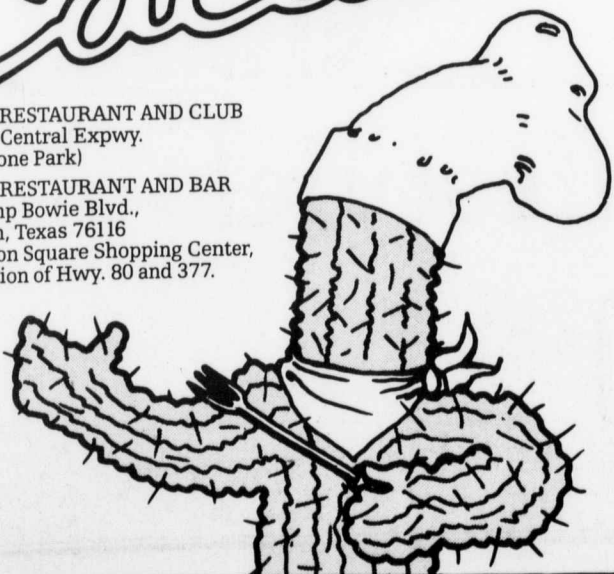 RESTAURANT AND CLUB
Central Expwy.
one Park)
RESTAURANT AND BAR
mp Bowie Blvd.,
n, Texas 76116
on Square Shopping Center,
ion of Hwy. 80 and 377.